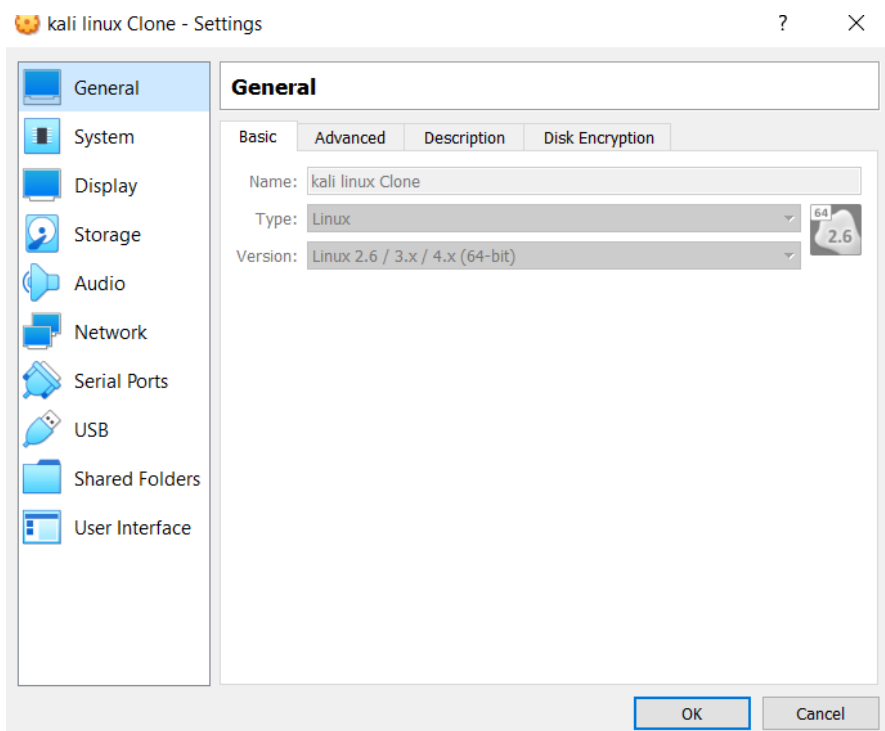 kali linux Clone - Settings
?
General
System
Display
Storage
Audio
Network
Serial Ports
USB
Shared Folders
User Interface
General
Basic Advanced Description Disk Encryption
Name: kali linux Clone
Type: Linux
Version: Linux 2.6 / 3.x / 4.x (64-bit)
64
2.6
OK Cancel